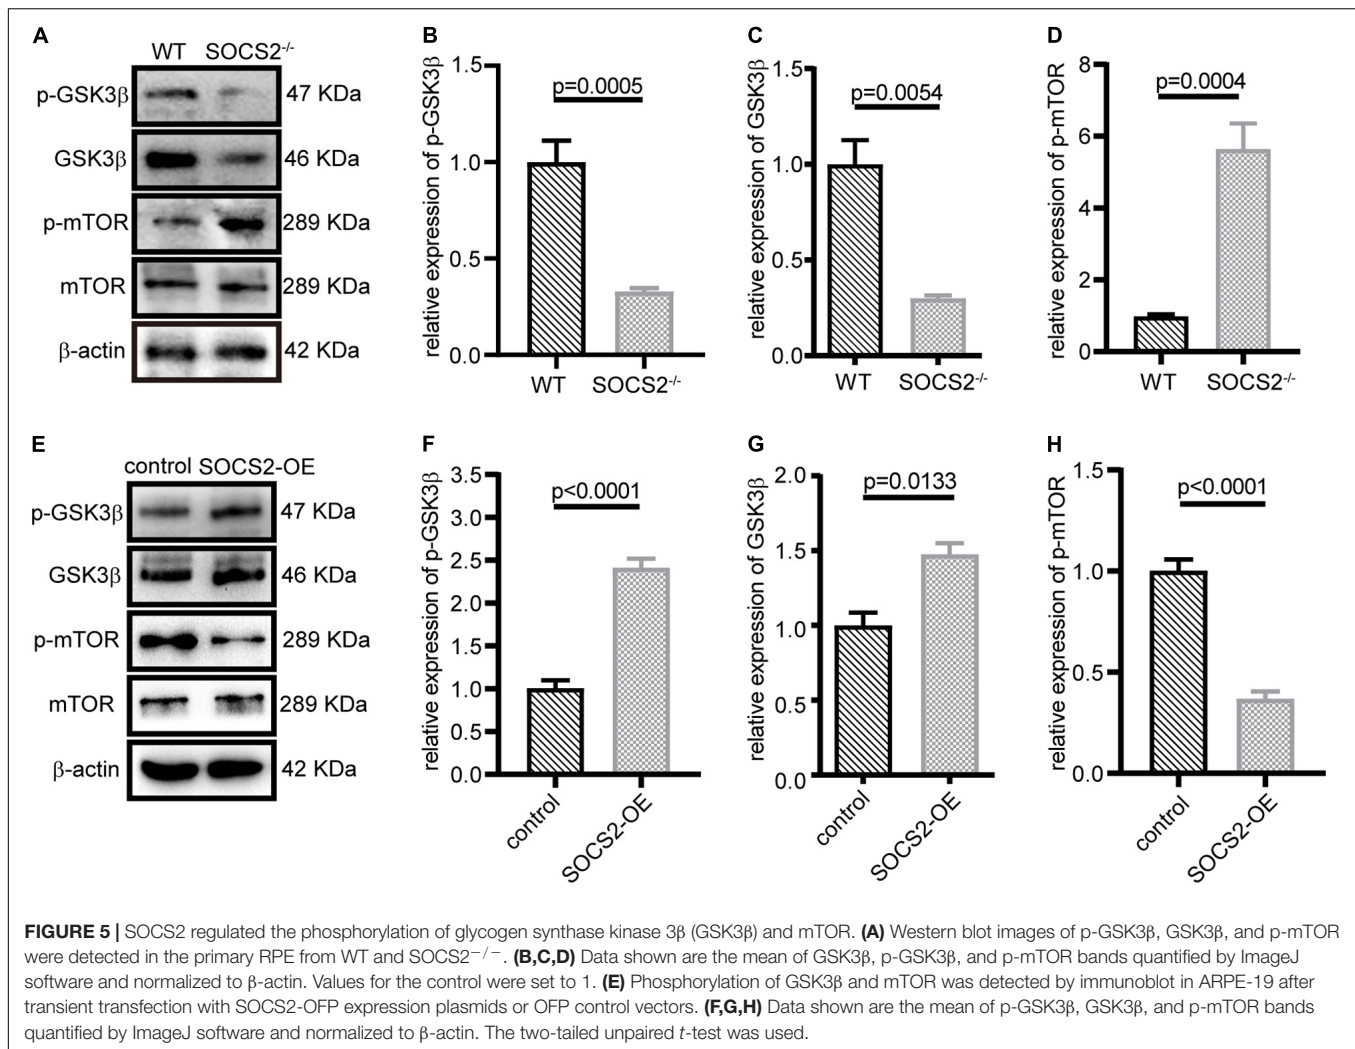 A
WT SOCS2-/-
p-GSK3β 47 KDa
GSK3β 46 KDa
p-mTOR 289 KDa
mTOR 289 KDa
β-actin 42 KDa
B
relative expression of p-GSK3β
1.5
1.0
0.5
0.0
p=0.0005
WT SOCS2-/-
C
relative expression of GSK3β
1.5
1.0
0.5
0.0
p=0.0054
WT SOCS2-/-
D
relative expression of p-mTOR
8
6
4
2
0
p=0.0004
WT SOCS2-/-
E
control SOCS2-OE
p-GSK3β 47 KDa
GSK3β 46 KDa
p-mTOR 289 KDa
mTOR 289 KDa
β-actin 42 KDa
F
relative expression of p-GSK3β
3.5
3.0
2.5
2.0
1.5
1.0
0.5
0.0
p<0.0001
control SOCS2-OE
G
relative expression of GSK3β
2.0
1.5
1.0
0.5
0.0
p=0.0133
control SOCS2-OE
H
relative expression of p-mTOR
1.5
1.0
0.5
0.0
p<0.0001
control SOCS2-OE
FIGURE 5 | SOCS2 regulated the phosphorylation of glycogen synthase kinase 3β (GSK3β) and mTOR. (A) Western blot images of p-GSK3β, GSK3β, and p-mTOR
were detected in the primary RPE from WT and SOCS2−/−. (B,C,D) Data shown are the mean of GSK3β, p-GSK3β, and p-mTOR bands quantified by ImageJ
software and normalized to β-actin. Values for the control were set to 1. (E) Phosphorylation of GSK3β and mTOR was detected by immunoblot in ARPE-19 after
transient transfection with SOCS2-OFP expression plasmids or OFP control vectors. (F,G,H) Data shown are the mean of p-GSK3β, GSK3β, and p-mTOR bands
quantified by ImageJ software and normalized to β-actin. The two-tailed unpaired t-test was used.